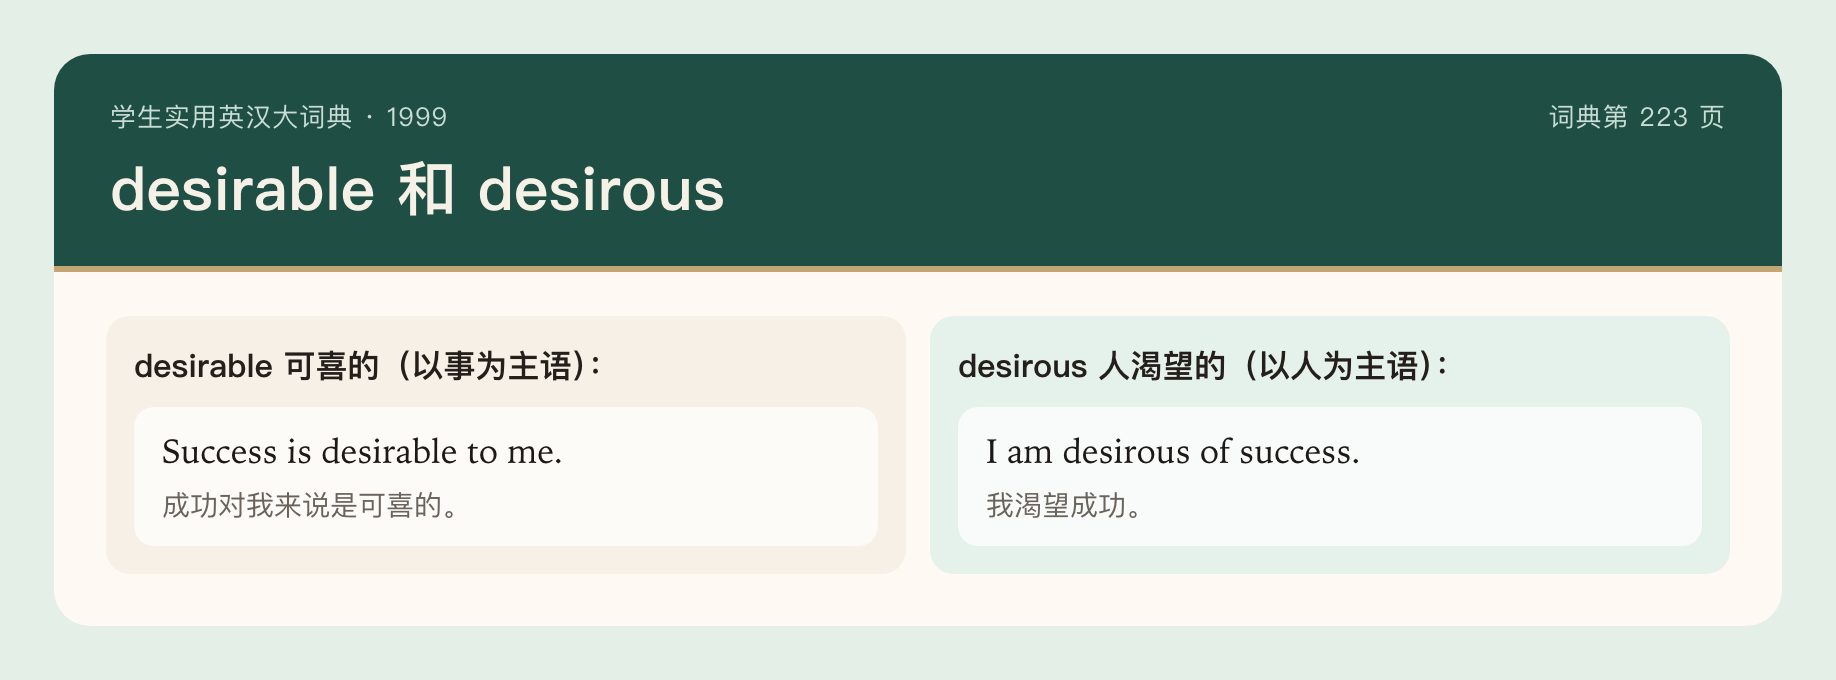 学生实用英汉大词典 · 1999
词典第 223 页
desirable 和 desirous
desirable 可喜的（以事为主语）：
Success is desirable to me.
成功对我来说是可喜的。
desirous 人渴望的（以人为主语）：
I am desirous of success.
我渴望成功。